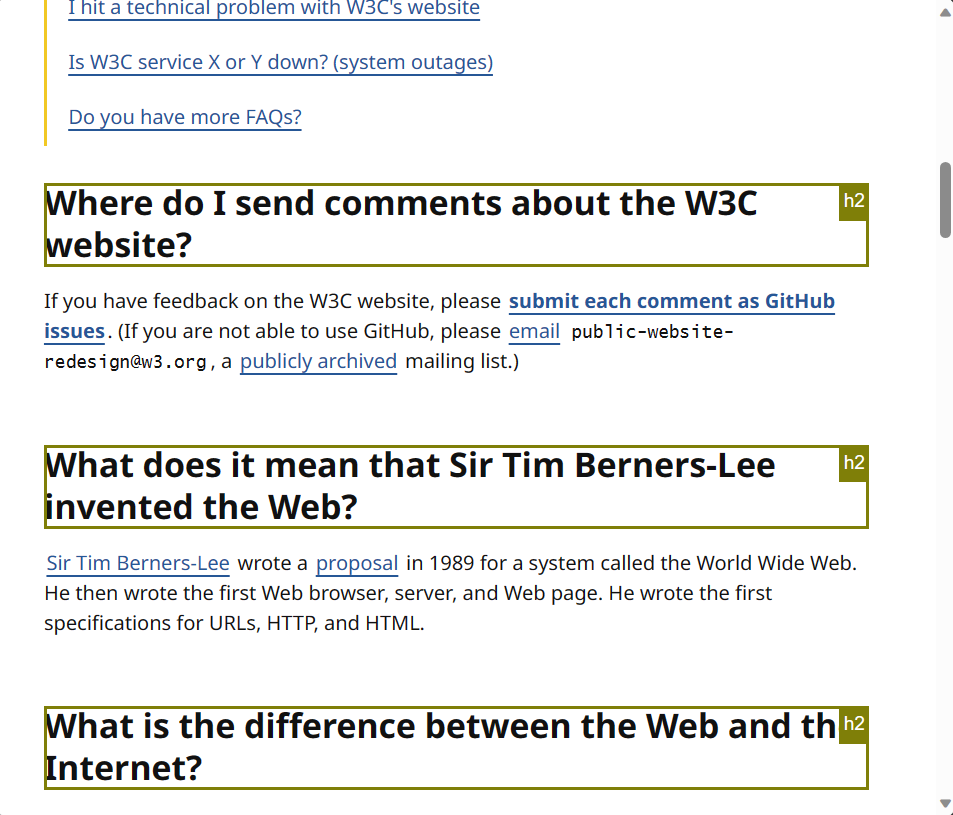 I hit a technical problem with W3C's website
Is W3C service X or Y down? (system outages)
Do you have more FAQs?
Where do I send comments about the W3C
h2
website?
If you have feedback on the W3C website, please submit each comment as GitHub
issues. (If you are not able to use GitHub, please email public-website-
redesign@w3.org, a publicly archived mailing list.)
What does it mean that Sir Tim Berners-Lee
h2
invented the Web?
Sir Tim Berners-Lee wrote a proposal in 1989 for a system called the World Wide Web.
He then wrote the first Web browser, server, and Web page. He wrote the first
specifications for URLs, HTTP, and HTML.
What is the difference between the Web and th
h2
Internet?